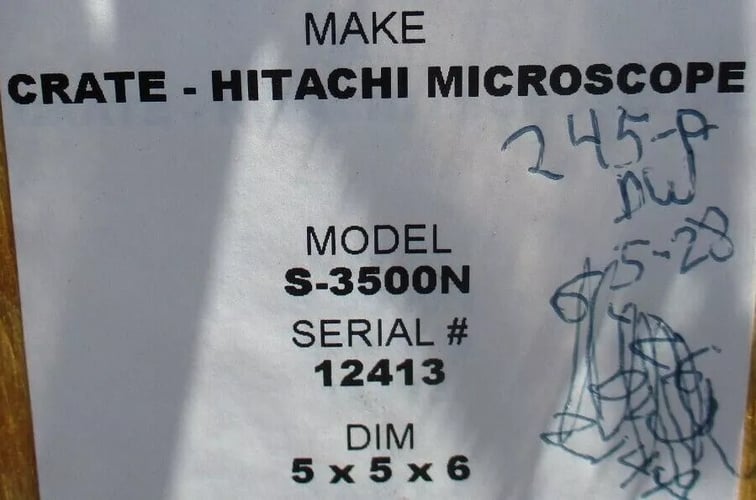 MAKE
CRATE - HITACHI MICROSCOPE
245-P
DW
5-28
MODEL
S-3500N
SERIAL #
12413
DIM
5 x 5 x 6